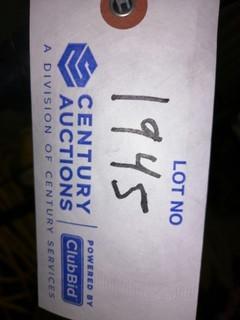 LOT NO
1945
CENTURY
AUCTIONS
A DIVISION OF CENTURY SERVICES
POWERED BY
ClubBid